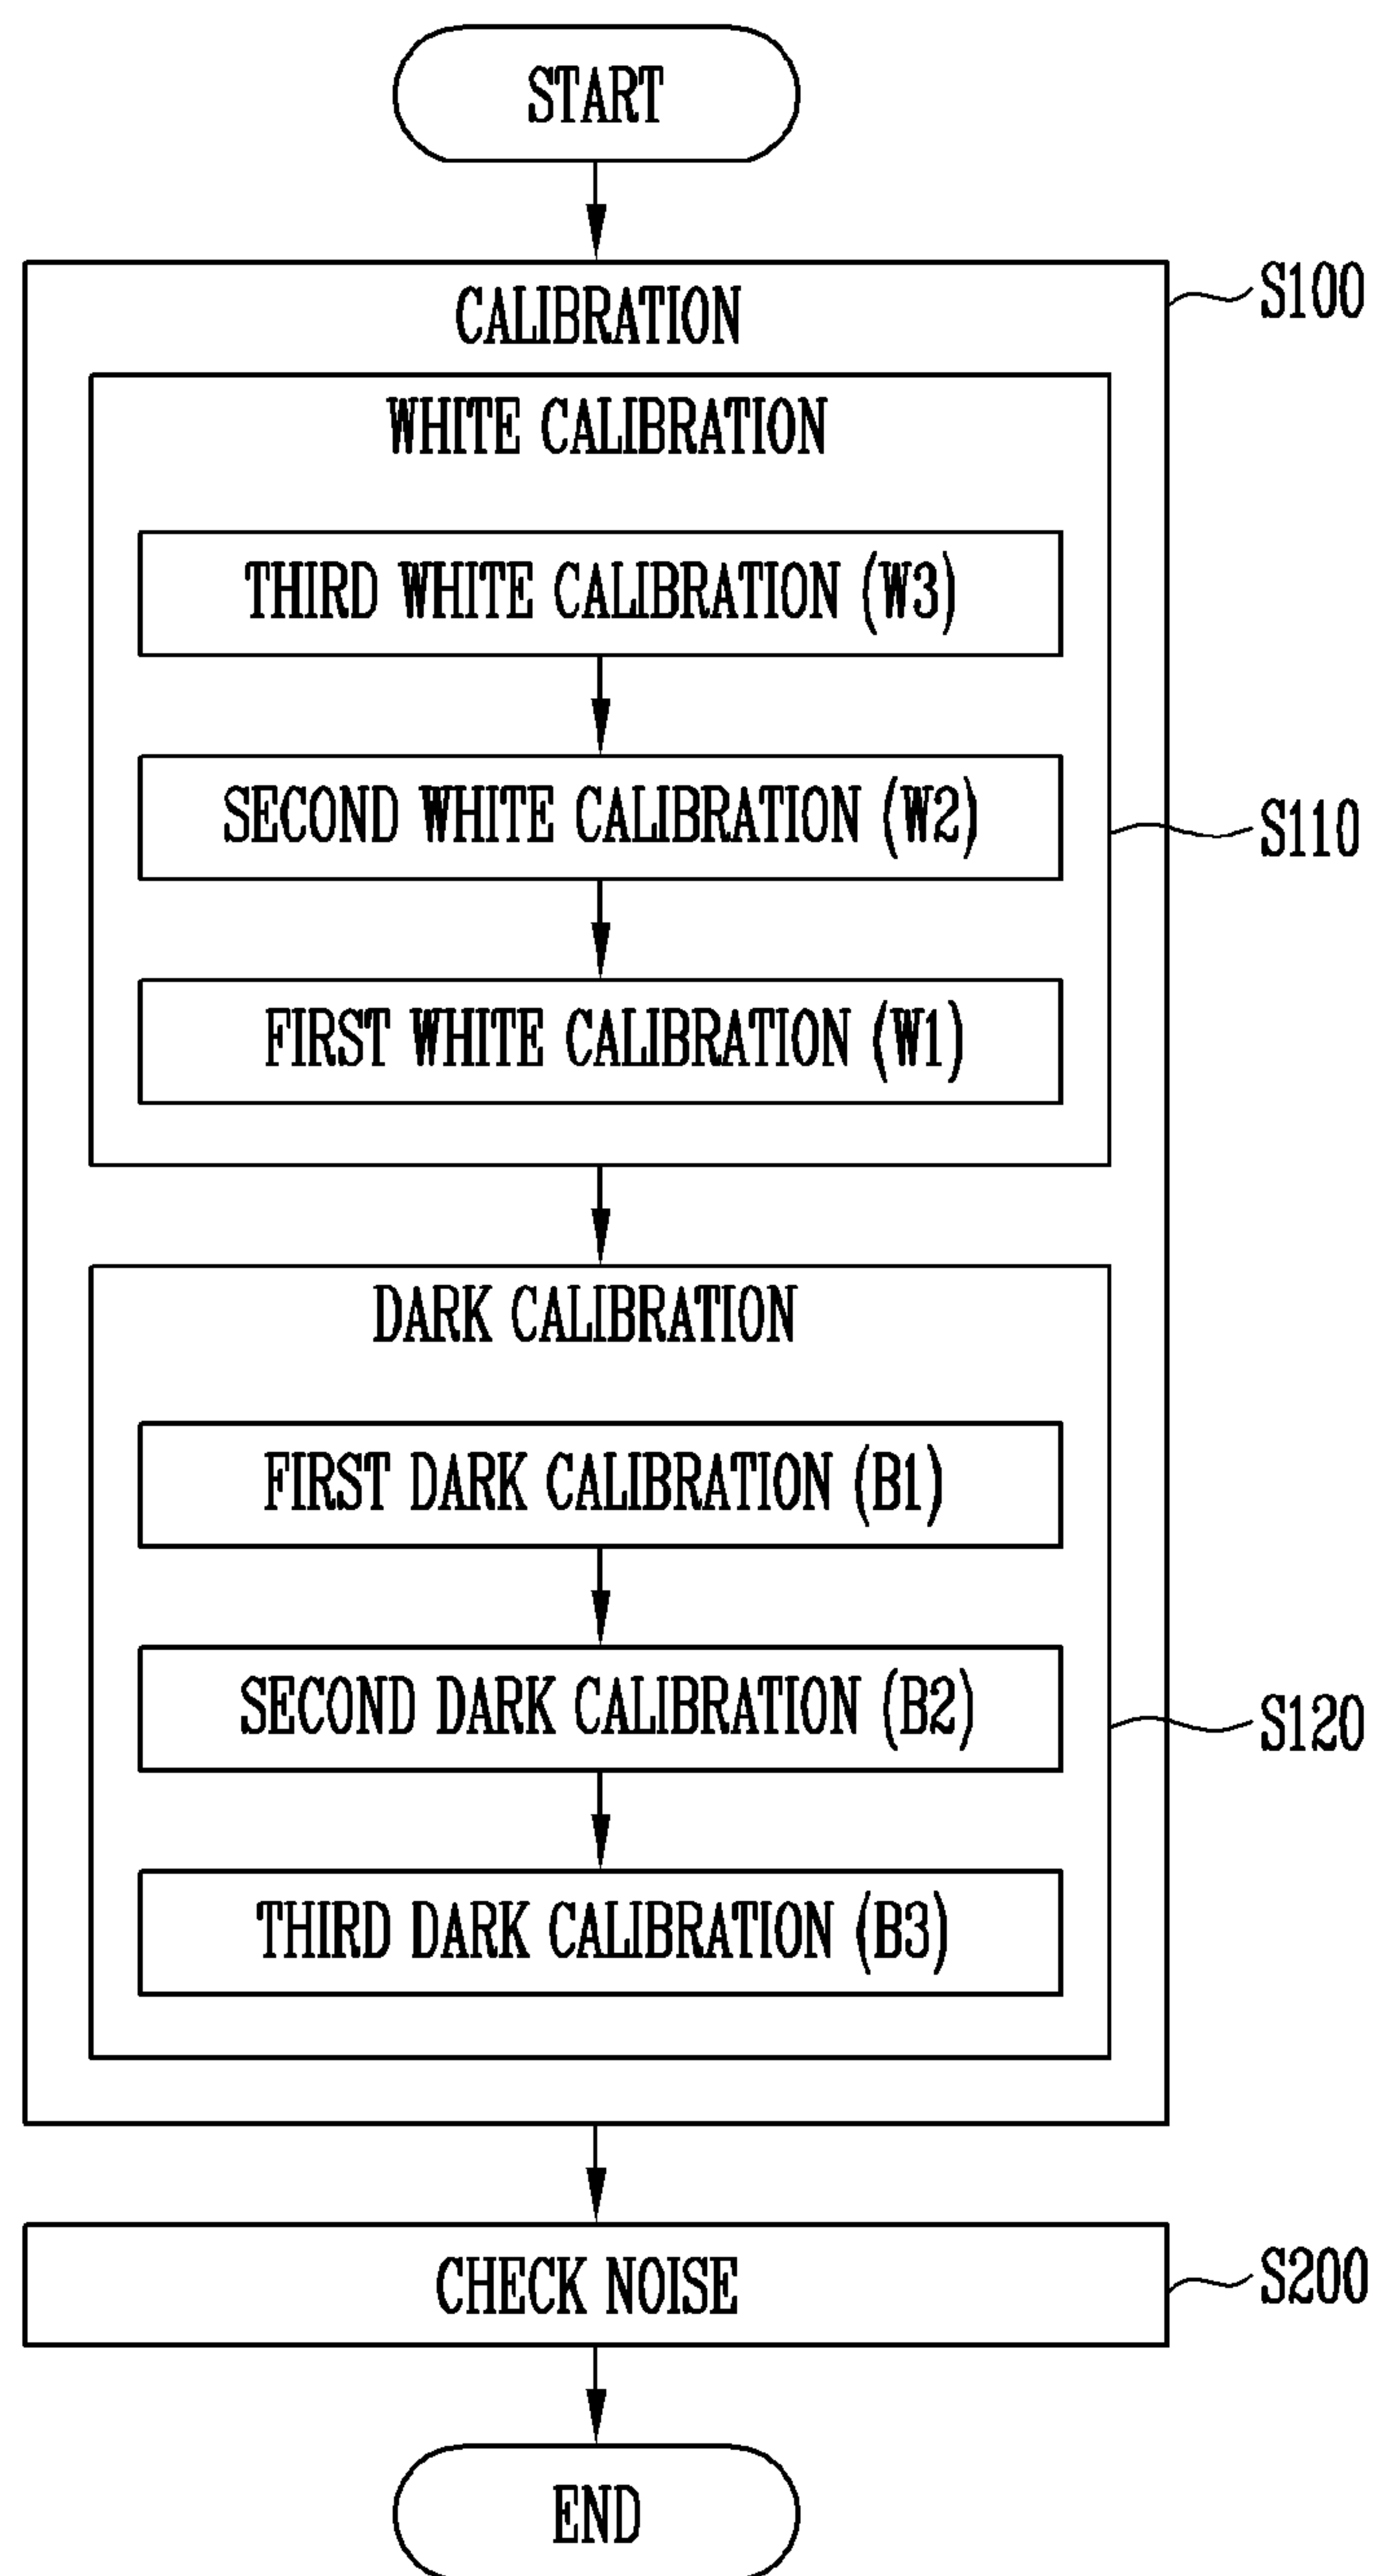 START
CALIBRATION
S100
WHITE CALIBRATION
THIRD WHITE CALIBRATION (W3)
SECOND WHITE CALIBRATION (W2)
S110
FIRST WHITE CALIBRATION (W1)
DARK CALIBRATION
FIRST DARK CALIBRATION (B1)
SECOND DARK CALIBRATION (B2)
S120
THIRD DARK CALIBRATION (B3)
CHECK NOISE
S200
END